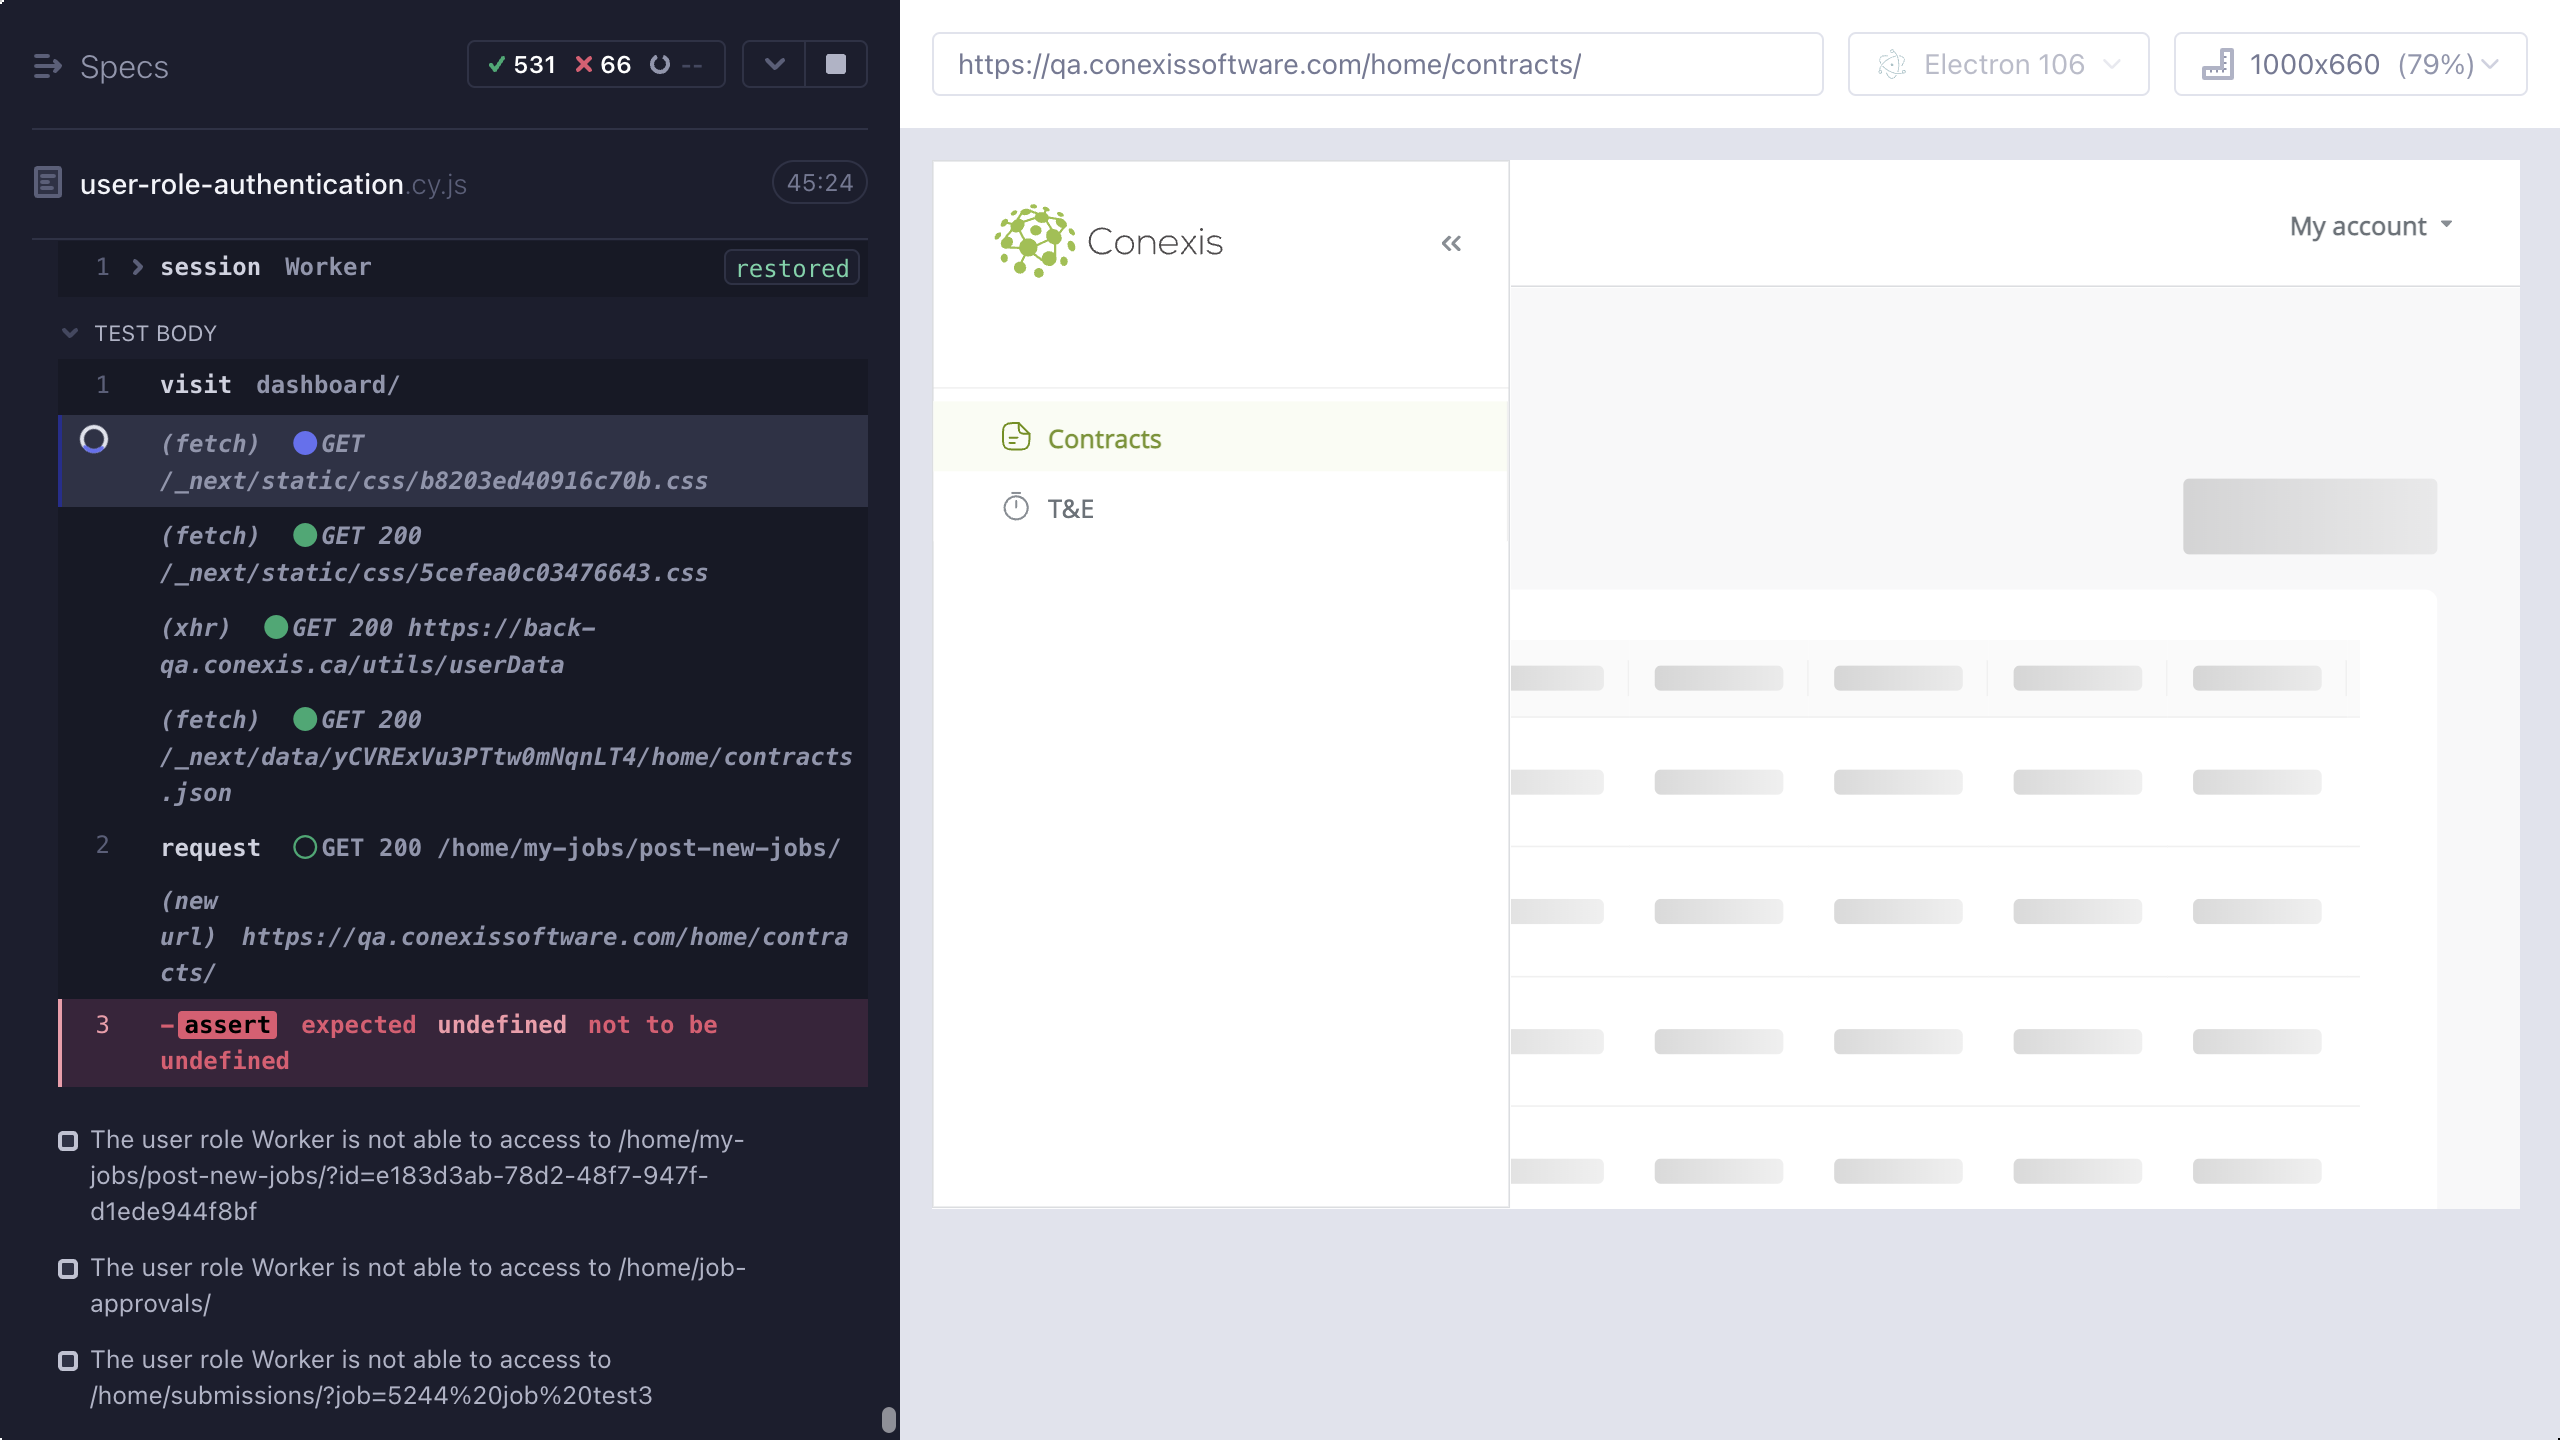 Specs
531 66 --
user-role-authentication.cy.js
45:24
1 session Worker restored
TEST BODY
1 visit dashboard/
(fetch) GET
/_next/static/css/b8203ed40916c70b.css
(fetch) GET 200
/_next/static/css/5cefea0c03476643.css
(xhr) GET 200 https://back-
qa.conexis.ca/utils/userData
(fetch) GET 200
/_next/data/yCVRExVu3PTtw0mNqnLT4/home/contracts
.json
2 request GET 200 /home/my-jobs/post-new-jobs/
(new
url) https://qa.conexissoftware.com/home/contra
cts/
3 -assert expected undefined not to be
undefined
The user role Worker is not able to access to /home/my-
jobs/post-new-jobs/?id=e183d3ab-78d2-48f7-947f-
d1ede944f8bf
The user role Worker is not able to access to /home/job-
approvals/
The user role Worker is not able to access to
/home/submissions/?job=5244%20job%20test3
https://qa.conexissoftware.com/home/contracts/
Electron 106
1000x660 (79%)
Conexis
My account
Contracts
T&E